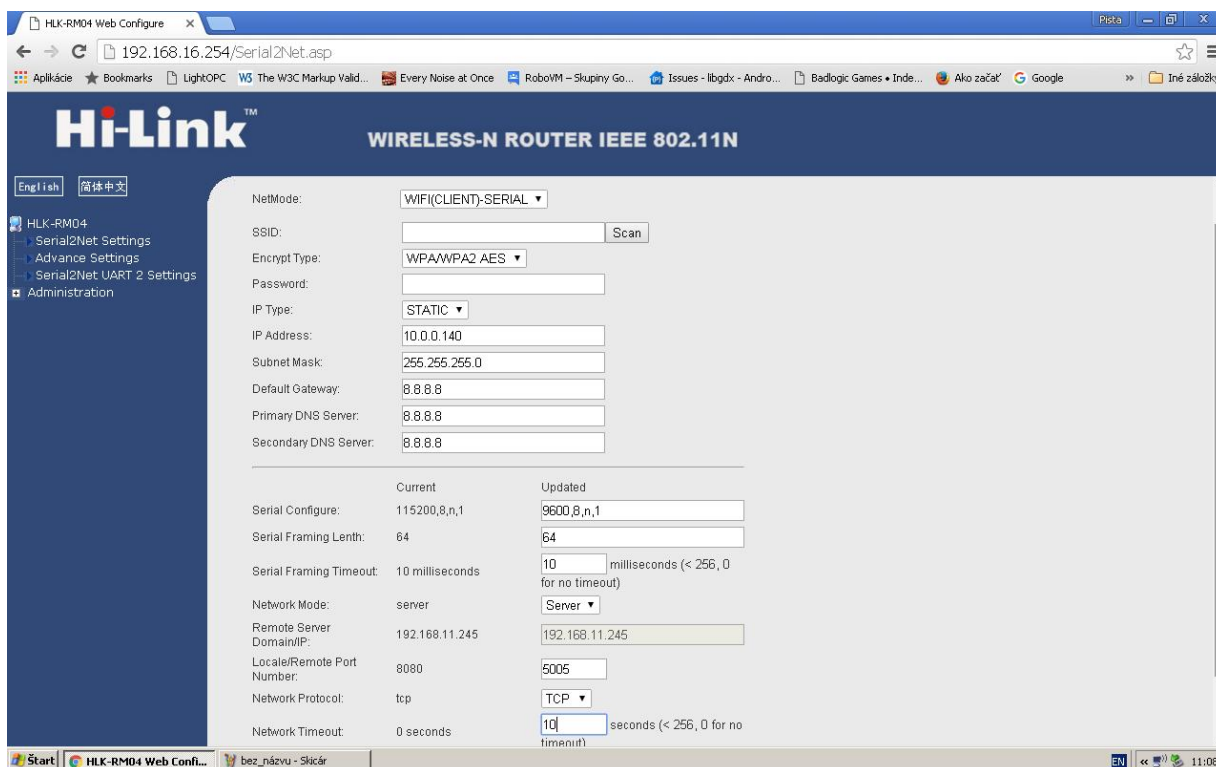 HLK-RM04 Web Configure
Pista
192.168.16.254/Serial2Net.asp
Aplikácie Bookmarks LightOPC The W3C Markup Valid... Every Noise at Once RoboVM – Skupiny Go... Issues - libgdx - Andro... Badlogic Games • Inde... Ako začať Google » Iné záložky
Hi-Link™
WIRELESS-N ROUTER IEEE 802.11N
English 简体中文
HLK-RM04
Serial2Net Settings
Advance Settings
Serial2Net UART 2 Settings
Administration
NetMode: WIFI(CLIENT)-SERIAL
SSID: Scan
Encrypt Type: WPA/WPA2 AES
Password:
IP Type: STATIC
IP Address: 10.0.0.140
Subnet Mask: 255.255.255.0
Default Gateway: 8.8.8.8
Primary DNS Server: 8.8.8.8
Secondary DNS Server: 8.8.8.8
Current Updated
Serial Configure: 115200,8,n,1 9600,8,n,1
Serial Framing Lenth: 64 64
Serial Framing Timeout: 10 milliseconds 10 milliseconds (< 256, 0
for no timeout)
Network Mode: server Server
Remote Server
Domain/IP: 192.168.11.245 192.168.11.245
Locale/Remote Port
Number: 8080 5005
Network Protocol: tcp TCP
Network Timeout: 0 seconds 10 seconds (< 256, 0 for no
timeout)
Štart HLK-RM04 Web Confi... bez_názvu - Skicár EN « 11:08